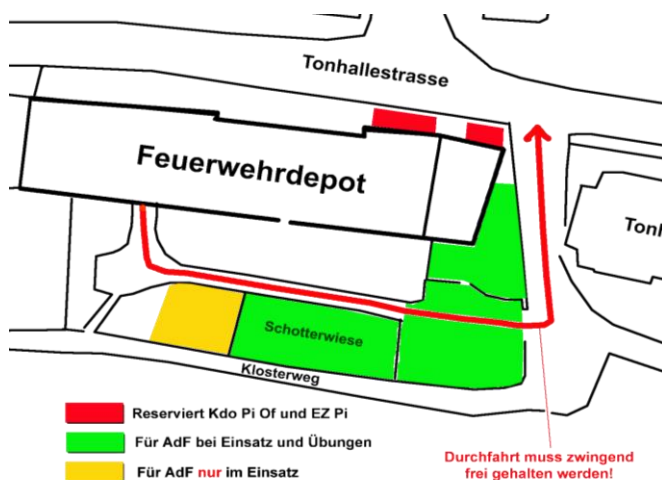 Tonhallestrasse
Feuerwehrdepot
Tonh
Schotterwiese
Klosterweg
Reserviert Kdo Pi Of und EZ Pi
Für AdF bei Einsatz und Übungen
Für AdF nur im Einsatz
Durchfahrt muss zwingend
frei gehalten werden!